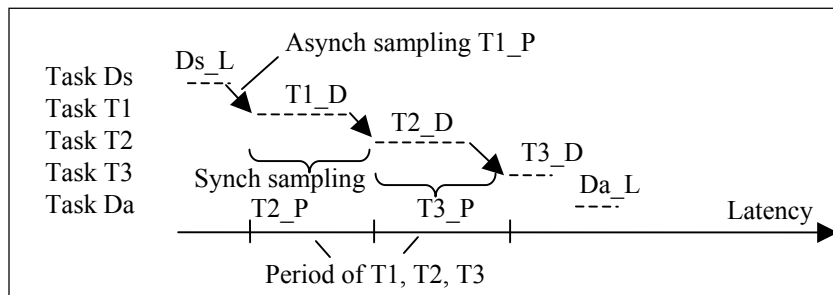 Asynch sampling T1_P
Ds_L
Task Ds
T1_D
Task T1
T2_D
Task T2
T3_D
Task T3
Synch sampling
Da_L
Task Da
T2_P
T3_P
Latency
Period of T1, T2, T3